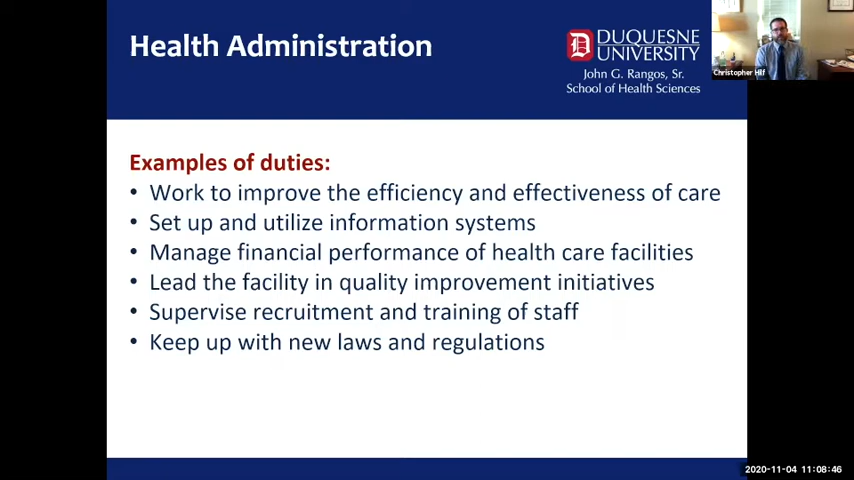 Health Administration
DUQUESNE
UNIVERSITY
John G. Rangos, Sr.
School of Health Sciences
Christopher Hilf
Examples of duties:
• Work to improve the efficiency and effectiveness of care
• Set up and utilize information systems
• Manage financial performance of health care facilities
• Lead the facility in quality improvement initiatives
• Supervise recruitment and training of staff
• Keep up with new laws and regulations
2020-11-04 11:08:46